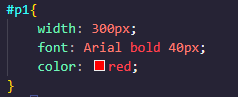 #p1{
width: 300px;
font: Arial bold 40px;
color: red;
}